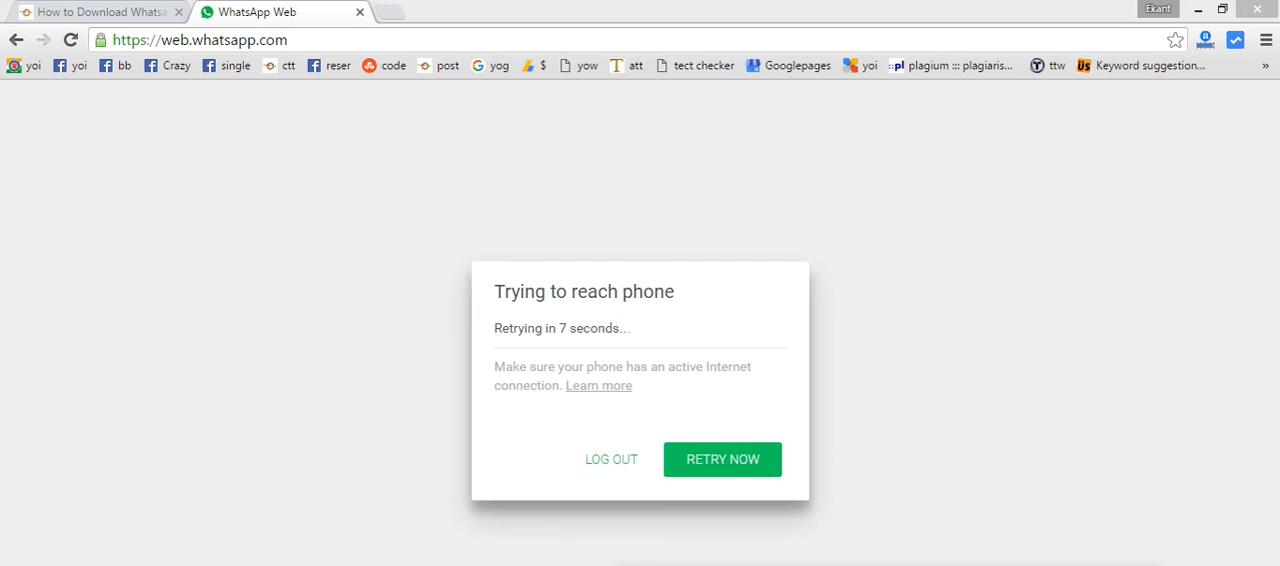 How to Download Whatsa
WhatsApp Web
Ekant
https://web.whatsapp.com
yoi yoi bb Crazy single ctt reser code post yog $ yow att tect checker Googlepages yoi plagium ::: plagiaris... ttw Keyword suggestion... »
Trying to reach phone
Retrying in 7 seconds...
Make sure your phone has an active Internet
connection. Learn more
LOG OUT RETRY NOW